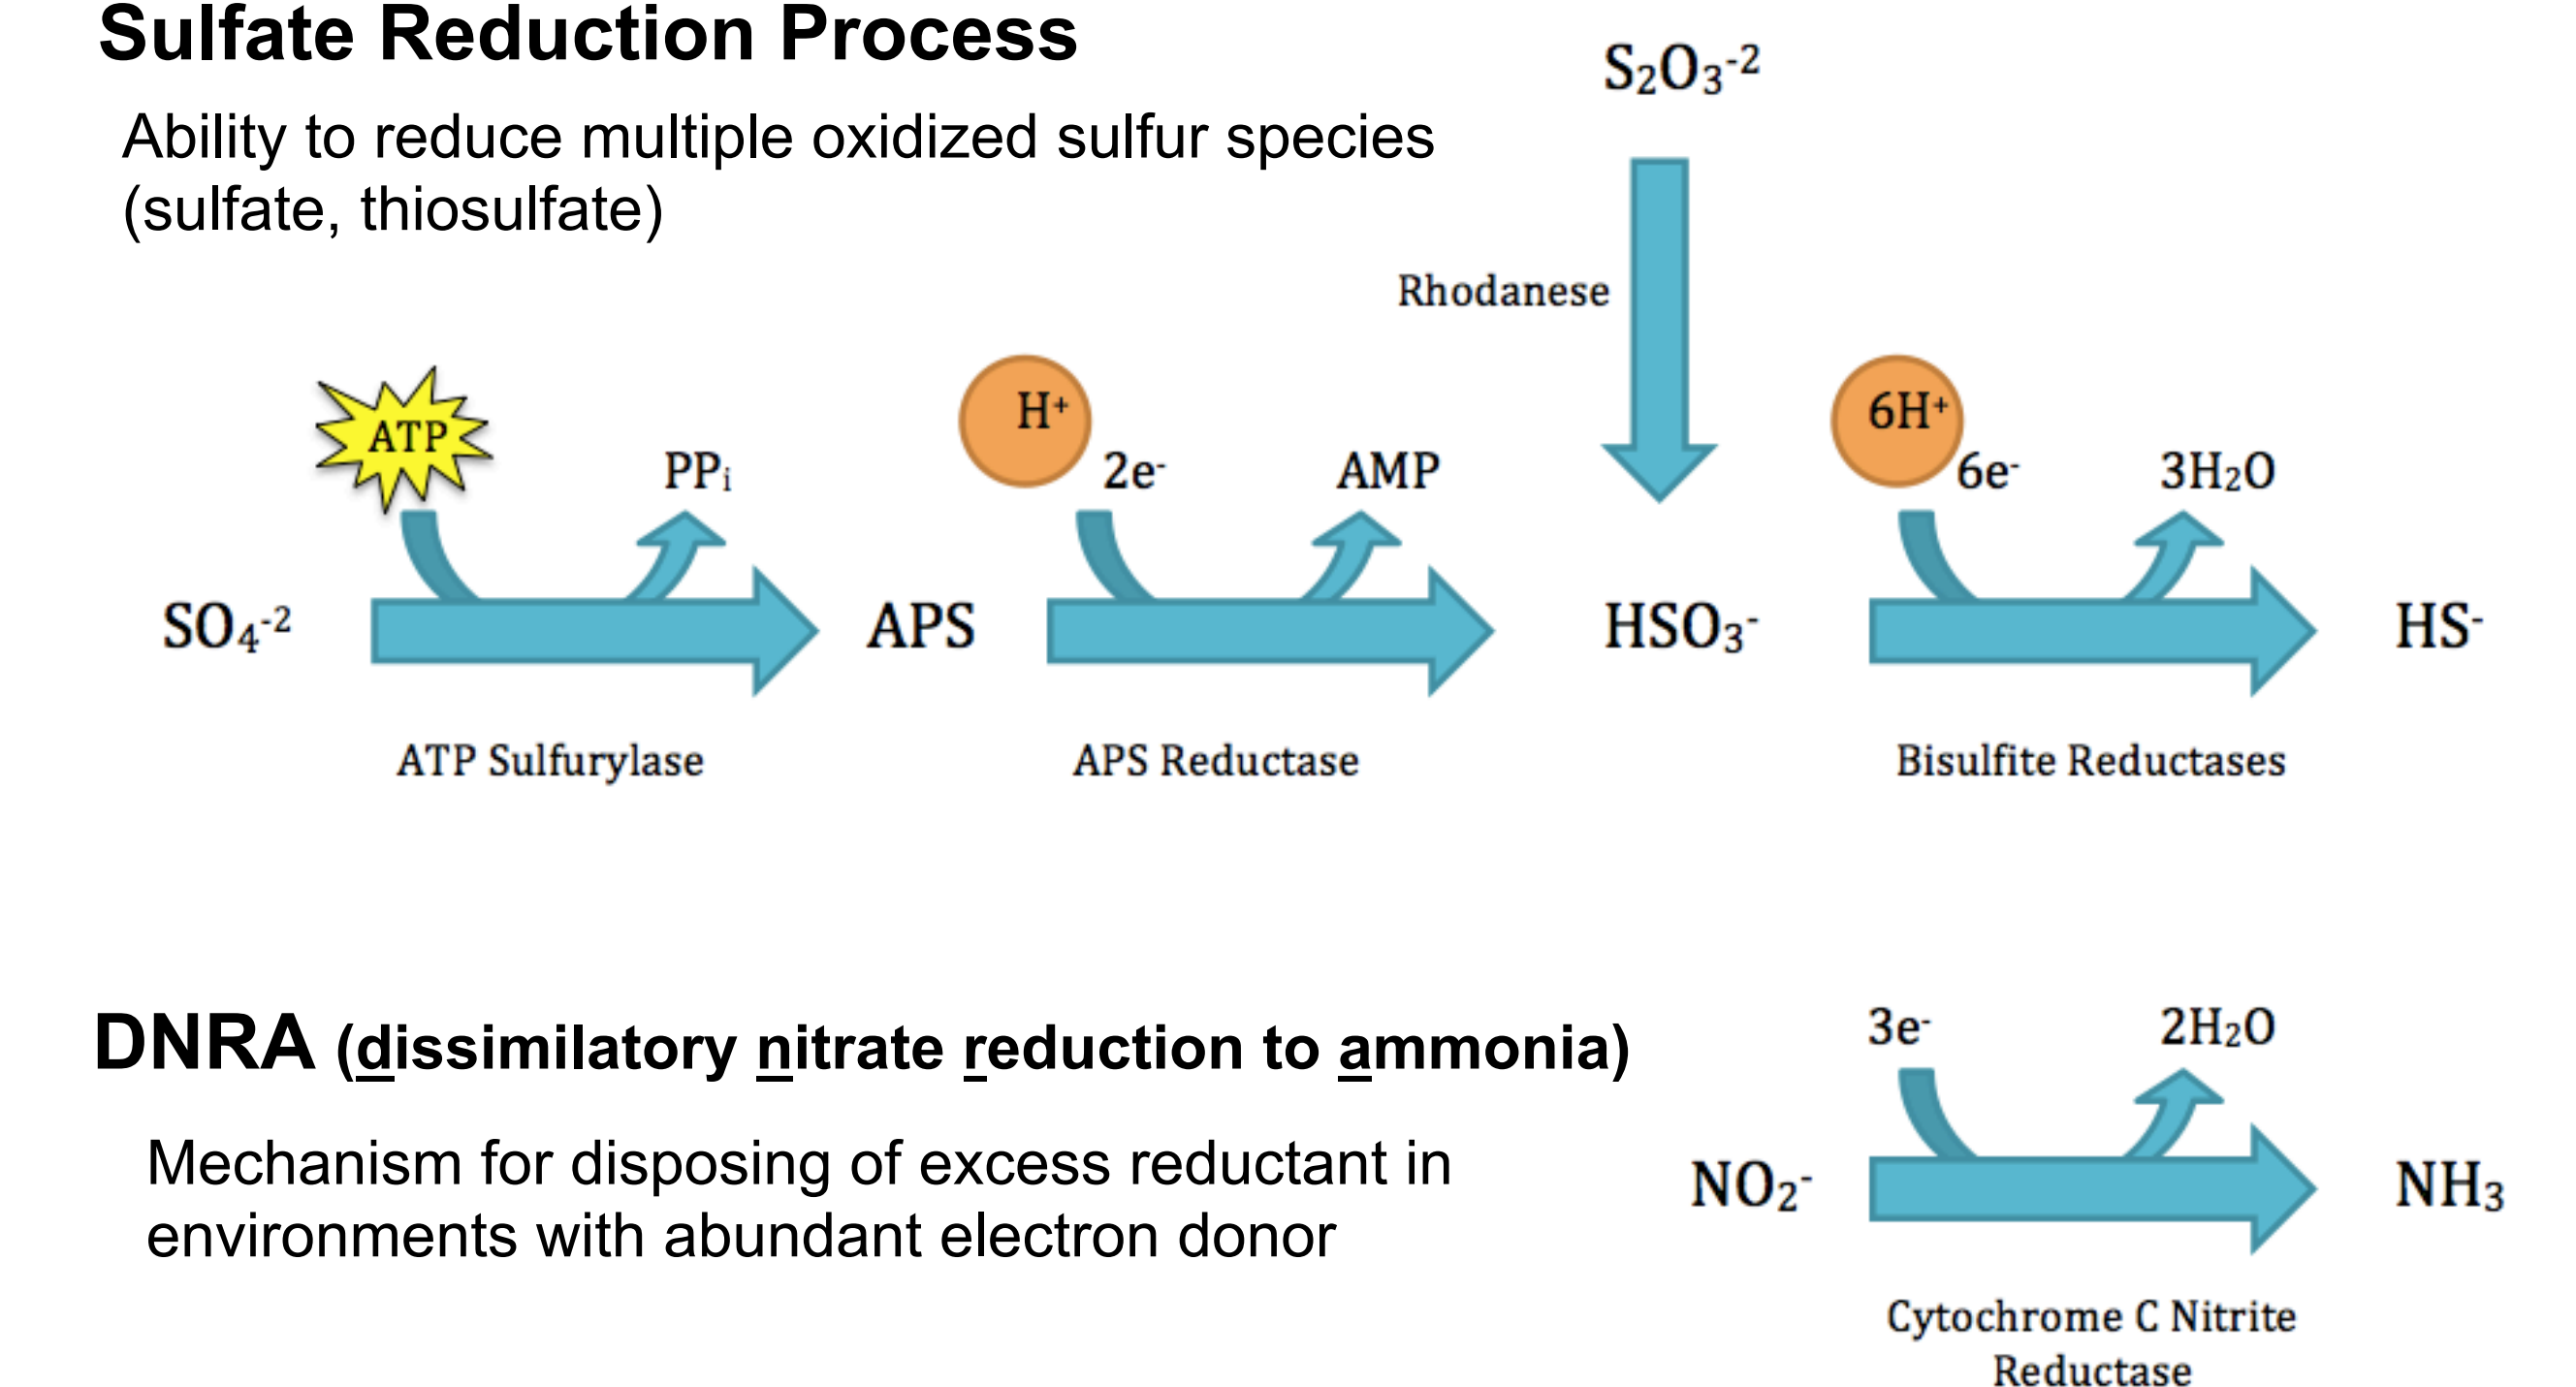 Sulfate Reduction Process
Ability to reduce multiple oxidized sulfur species
(sulfate, thiosulfate)
S₂O₃⁻²
Rhodanese
ATP
PPᵢ
H⁺
2e⁻
AMP
6H⁺
6e⁻
3H₂O
SO₄⁻²
APS
HSO₃⁻
HS⁻
ATP Sulfurylase
APS Reductase
Bisulfite Reductases
DNRA (dissimilatory nitrate reduction to ammonia)
Mechanism for disposing of excess reductant in
environments with abundant electron donor
3e⁻
2H₂O
NO₂⁻
NH₃
Cytochrome C Nitrite
Reductase